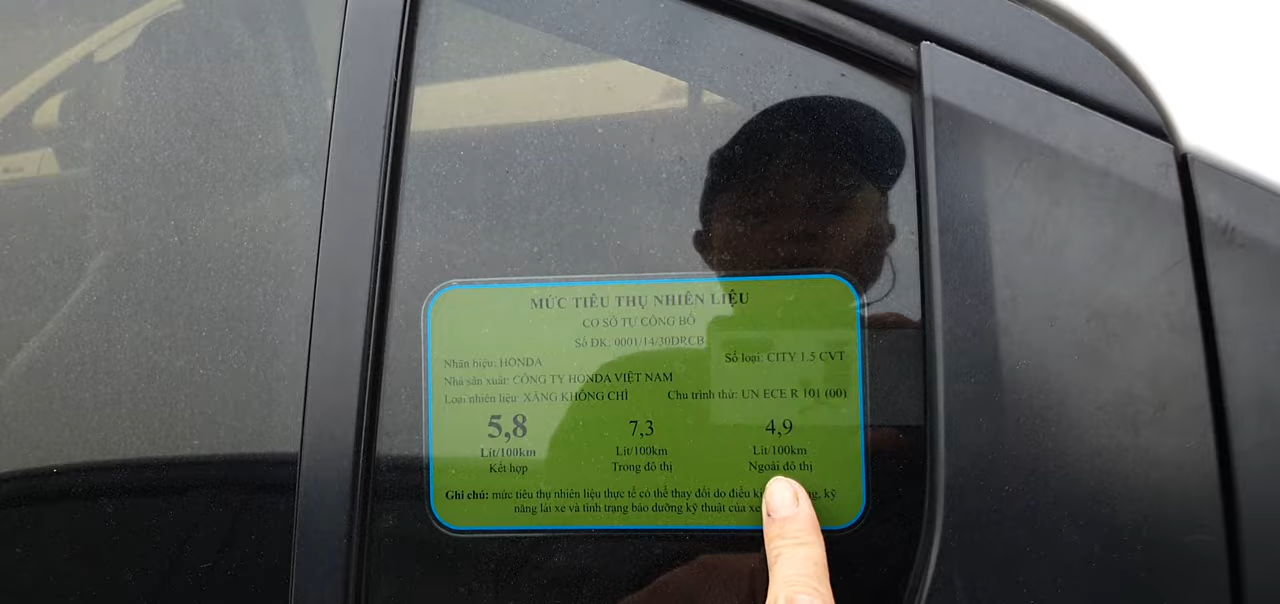 MỨC TIÊU THỤ NHIÊN LIỆU
CƠ SỞ TỰ CÔNG BỐ
Số ĐK: 0001/14/30DRCB
Nhãn hiệu: HONDA
Số loại: CITY 1.5 CVT
Nhà sản xuất: CÔNG TY HONDA VIỆT NAM
Loại nhiên liệu: XĂNG KHÔNG CHÌ
Chu trình thử: UN ECE R 101 (00)
5,8
7,3
4,9
Lít/100km
Lít/100km
Lít/100km
Kết hợp
Trong đô thị
Ngoài đô thị
Ghi chú: mức tiêu thụ nhiên liệu thực tế có thể thay đổi do điều kỹ
năng lái xe và tình trạng bảo dưỡng kỹ thuật của xe